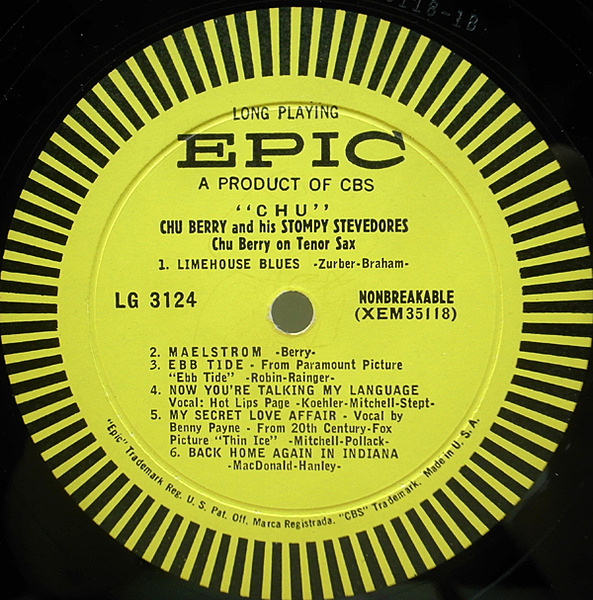 LONG PLAYING
EPIC
A PRODUCT OF CBS
"CHU"
CHU BERRY and his STOMPY STEVEDORES
Chu Berry on Tenor Sax
1. LIMEHOUSE BLUES -Zurber-Braham-
LG 3124
NONBREAKABLE
(XEM35118)
2. MAELSTROM -Berry-
3. EBB TIDE - From Paramount Picture
"Ebb Tide" -Robin-Rainger-
4. NOW YOU'RE TALKING MY LANGUAGE
Vocal: Hot Lips Page -Koehler-Mitchell-Stept-
5. MY SECRET LOVE AFFAIR - Vocal by
Benny Payne - From 20th Century-Fox
Picture "Thin Ice" -Mitchell-Pollack-
6. BACK HOME AGAIN IN INDIANA
-MacDonald-Hanley-
"Epic" Trademark Reg. U. S. Pat. Off. Marca Registrada. "CBS" Trademark. Made in U. S. A.